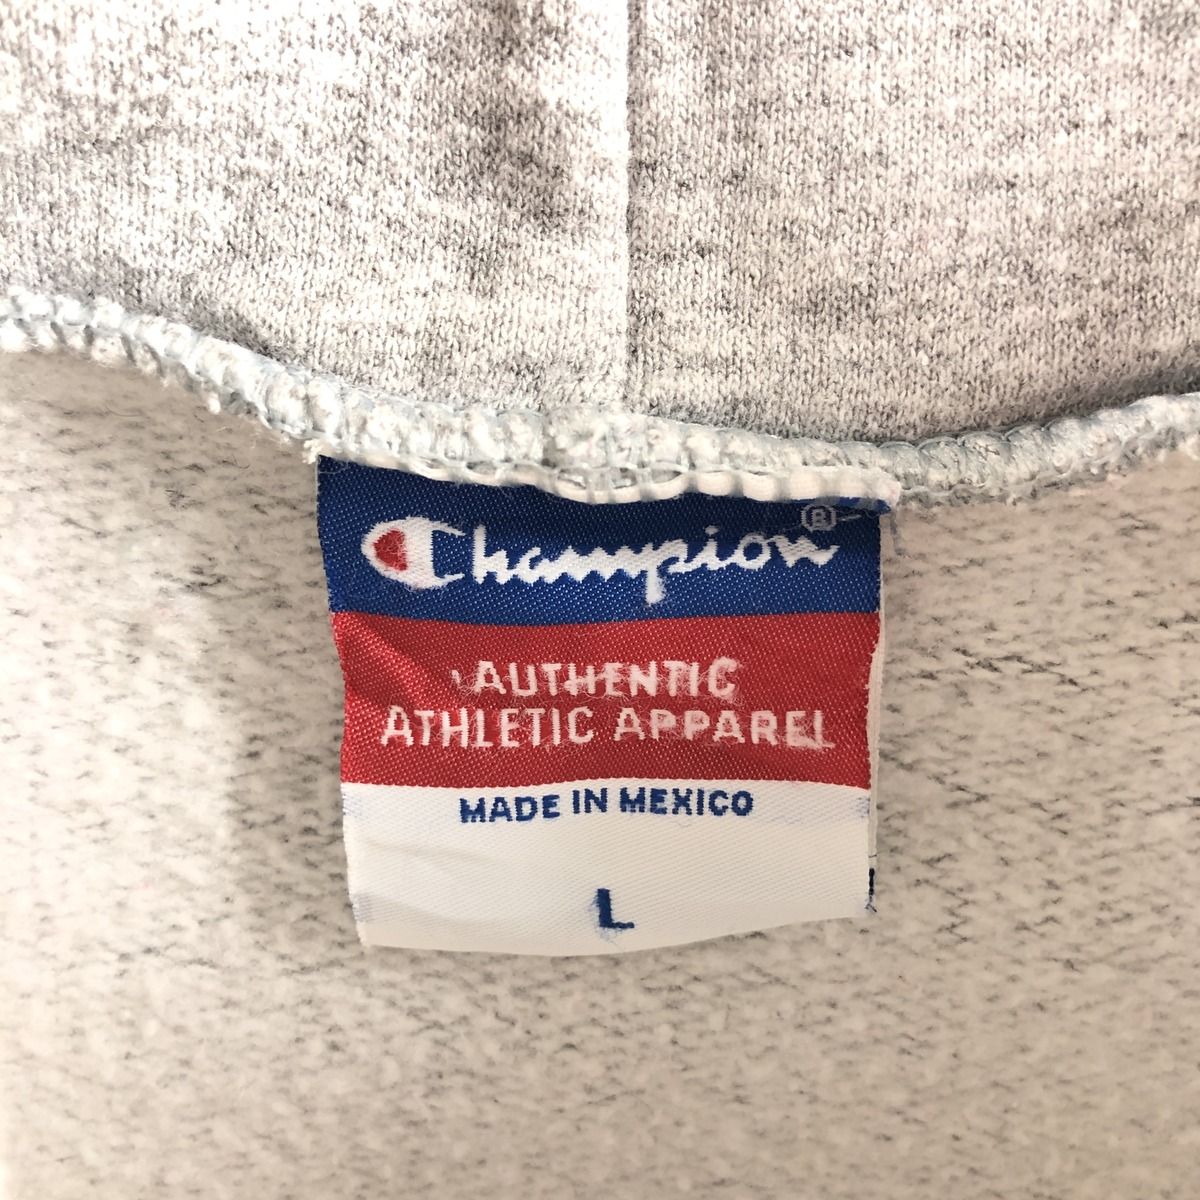 Champion®
AUTHENTIC
ATHLETIC APPAREL
MADE IN MEXICO
L